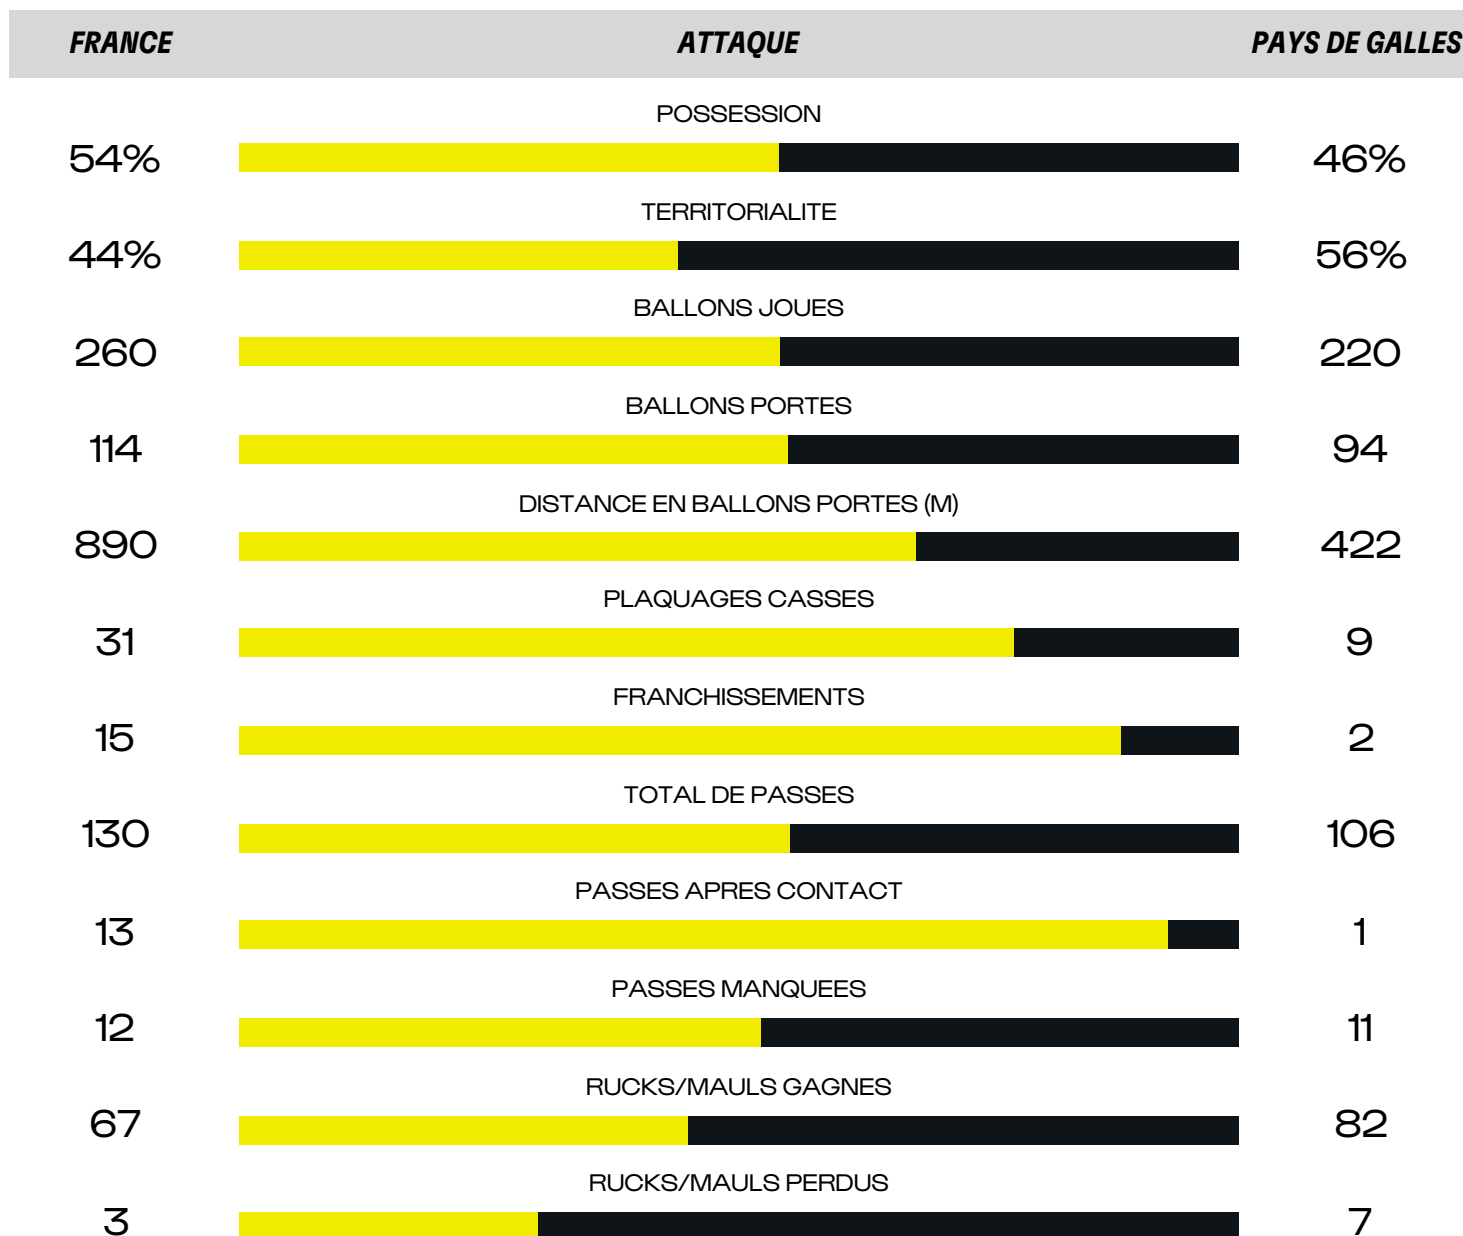 FRANCE ATTAQUE PAYS DE GALLES
POSSESSION
54% 46%
TERRITORIALITE
44% 56%
BALLONS JOUES
260 220
BALLONS PORTES
114 94
DISTANCE EN BALLONS PORTES (M)
890 422
PLAQUAGES CASSES
31 9
FRANCHISSEMENTS
15 2
TOTAL DE PASSES
130 106
PASSES APRES CONTACT
13 1
PASSES MANQUEES
12 11
RUCKS/MAULS GAGNES
67 82
RUCKS/MAULS PERDUS
3 7